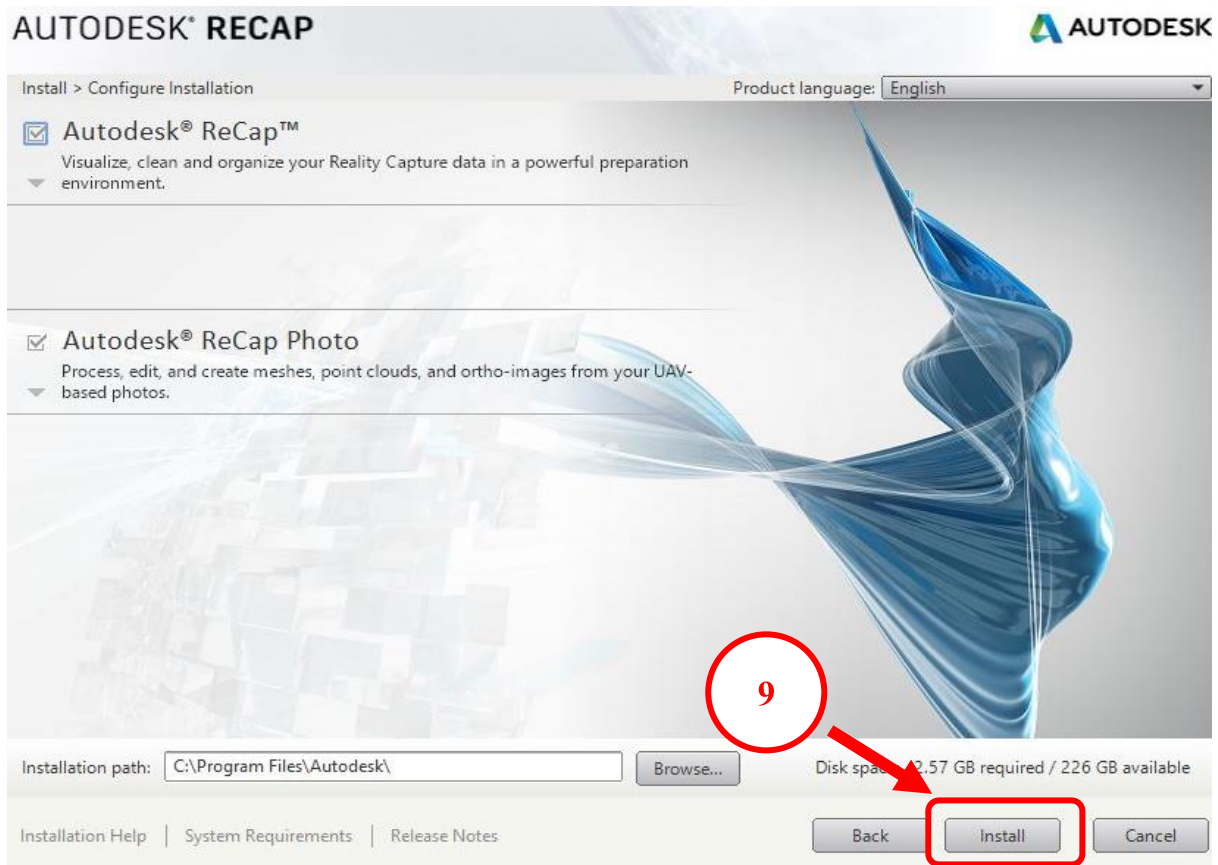 AUTODESK® RECAP
AUTODESK
Install > Configure Installation
Product language: English
Autodesk® ReCap™
Visualize, clean and organize your Reality Capture data in a powerful preparation
environment.
Autodesk® ReCap Photo
Process, edit, and create meshes, point clouds, and ortho-images from your UAV-
based photos.
9
Installation path: C:\Program Files\Autodesk\ Browse... Disk 2.57 GB required / 226 GB available
Installation Help | System Requirements | Release Notes Back Install Cancel